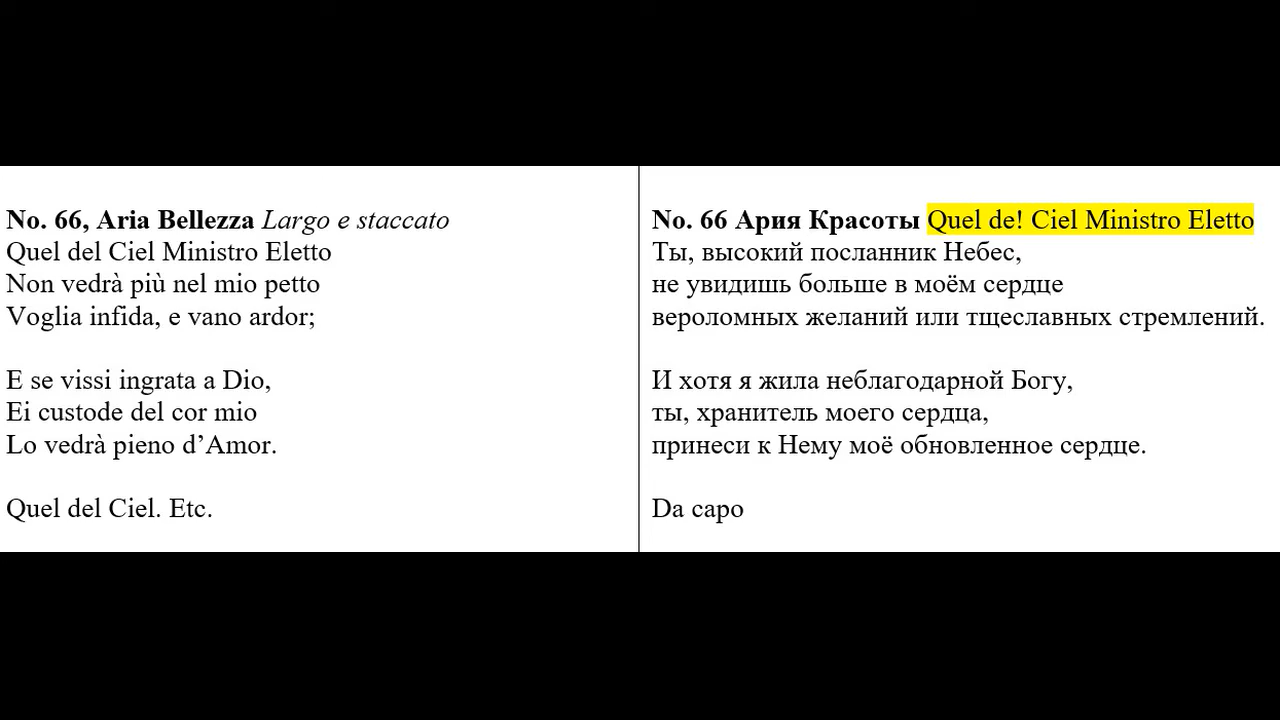 No. 66, Aria Bellezza Largo e staccato
Quel del Ciel Ministro Eletto
Non vedrà più nel mio petto
Voglia infida, e vano ardor;
E se vissi ingrata a Dio,
Ei custode del cor mio
Lo vedrà pieno d’Amor.
Quel del Ciel. Etc.
No. 66 Ария Красоты Quel de! Ciel Ministro Eletto
Ты, высокий посланник Небес,
не увидишь больше в моём сердце
вероломных желаний или тщеславных стремлений.
И хотя я жила неблагодарной Богу,
ты, хранитель моего сердца,
принеси к Нему моё обновленное сердце.
Da capo